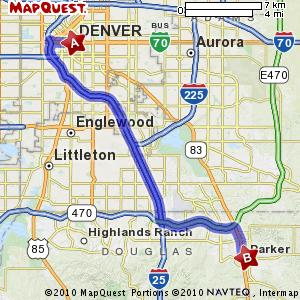 MAPQUEST.
7 km
4 mi
DENVER
BUS
70
A
70
Aurora
E470
225
Englewood
83
Littleton
470
Highlands Ranch
85
DOUGLAS
B
Parker
25
©2010 MapQuest Portions ©2010 NAVTEQ, Intermap